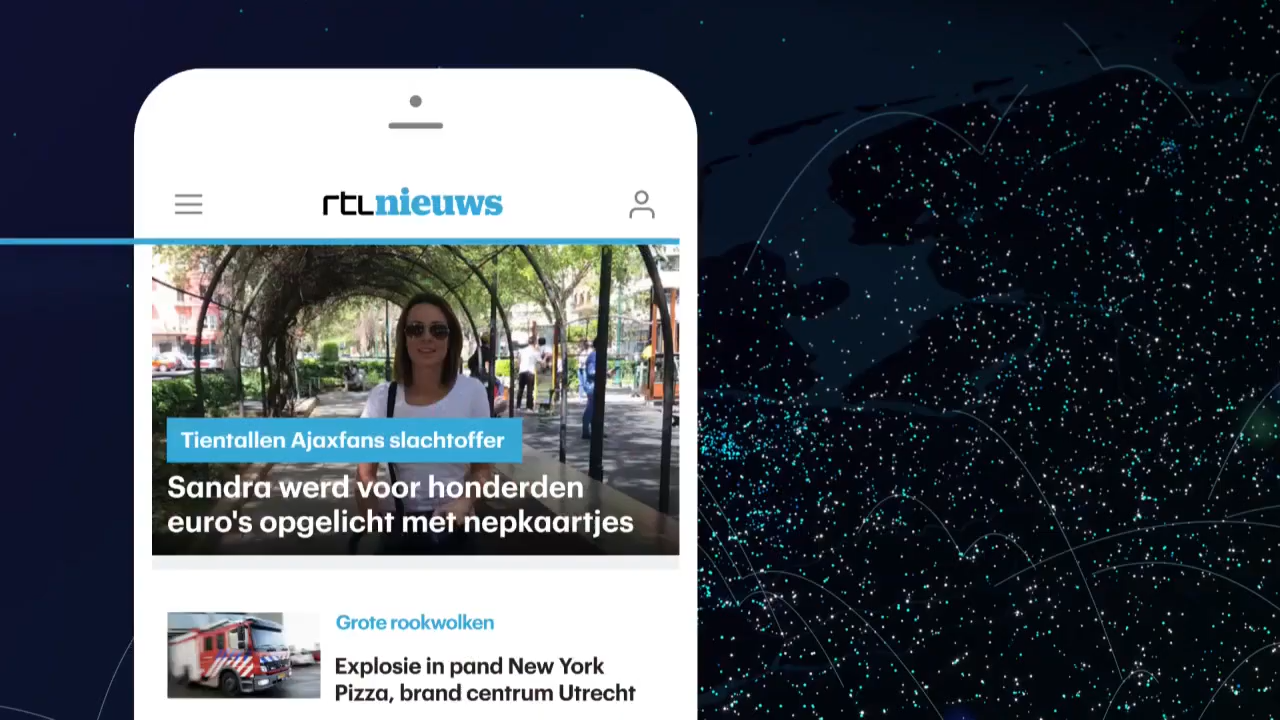 rtlnieuws
Tientallen Ajaxfans slachtoffer
Sandra werd voor honderden
euro's opgelicht met nepkaartjes
Grote rookwolken
Explosie in pand New York
Pizza, brand centrum Utrecht